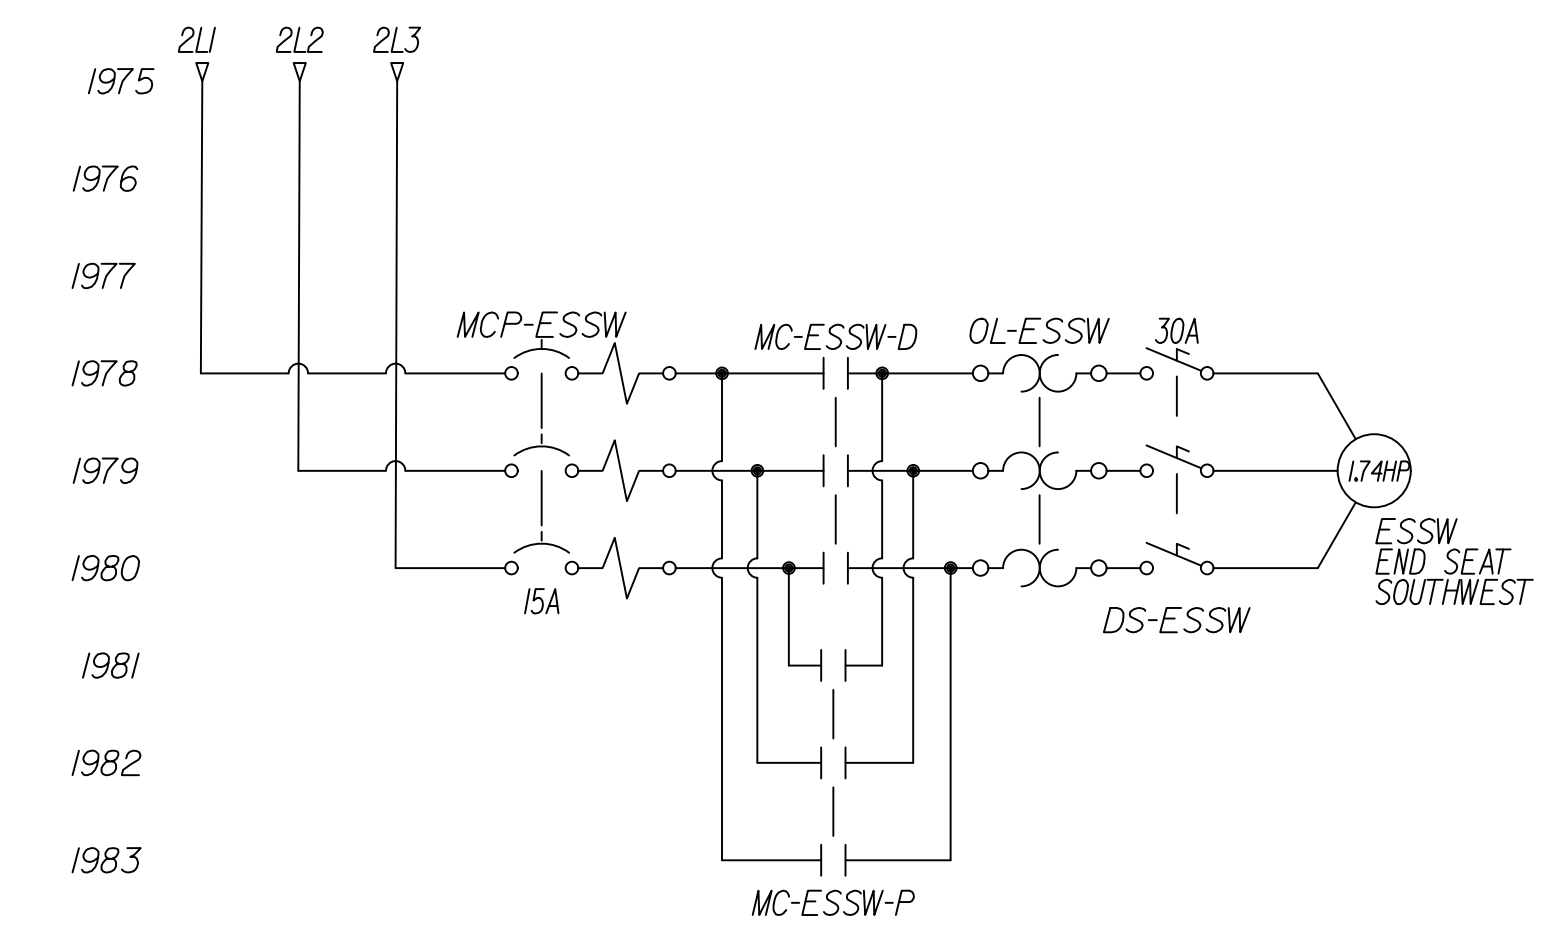 2L1 2L2 2L3
1975
1976
1977
MCP-ESSW MC-ESSW-D OL-ESSW 30A
1978
1979 1.74HP
ESSW
1980 END SEAT
SOUTHWEST
15A
DS-ESSW
1981
1982
1983
MC-ESSW-P